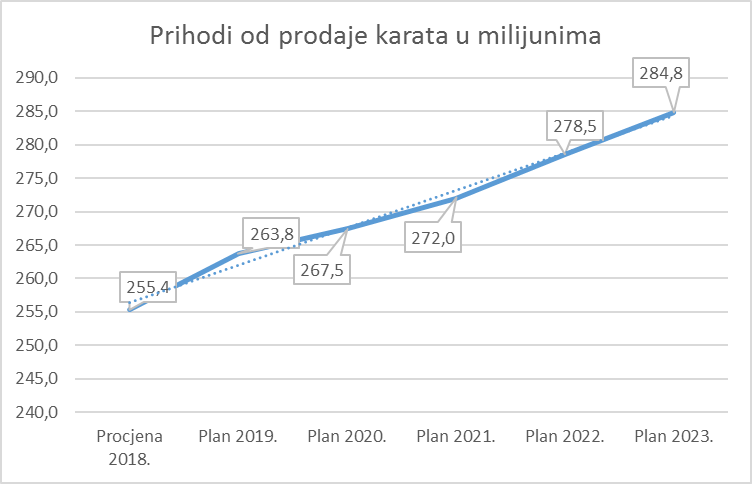 Prihodi od prodaje karata u milijunima
290,0
285,0
280,0
275,0
270,0
265,0
260,0
255,0
250,0
245,0
240,0
255,4
263,8
267,5
272,0
278,5
284,8
Procjena
2018.
Plan 2019.
Plan 2020.
Plan 2021.
Plan 2022.
Plan 2023.